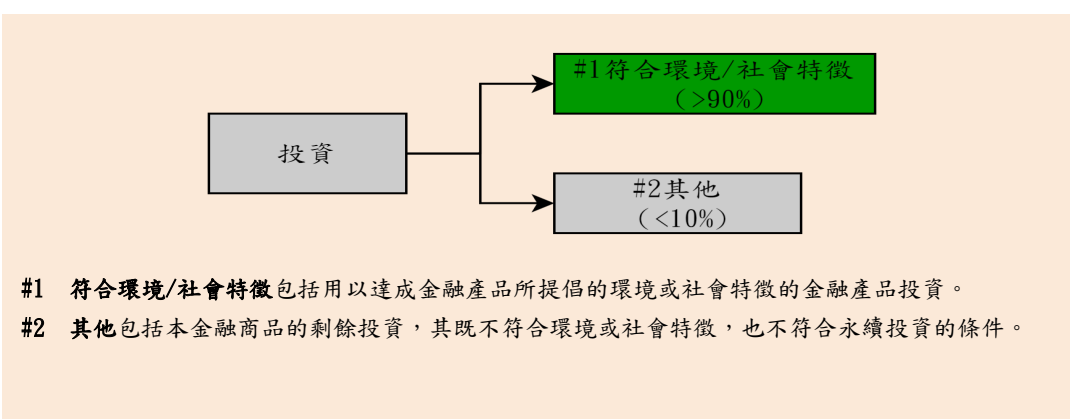 #1符合環境/社會特徵
（>90%）
投資
#2其他
（<10%）
#1 符合環境/社會特徵包括用以達成金融產品所提倡的環境或社會特徵的金融產品投資。
#2 其他包括本金融商品的剩餘投資，其既不符合環境或社會特徵，也不符合永續投資的條件。